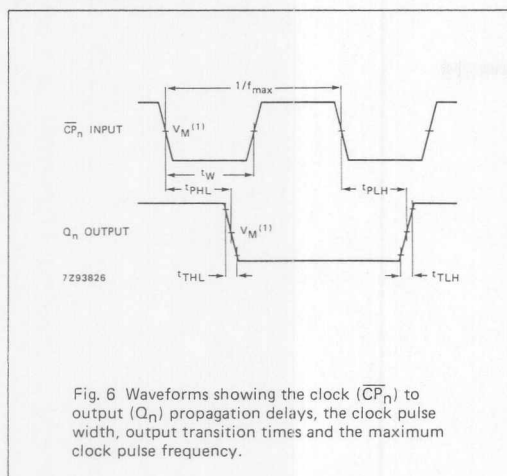 1/fmax
CPn INPUT
VM(1)
tW
tPHL
tPLH
Qn OUTPUT
VM(1)
7Z93826
tTHL
tTLH
Fig. 6 Waveforms showing the clock (CPn) to
output (Qn) propagation delays, the clock pulse
width, output transition times and the maximum
clock pulse frequency.